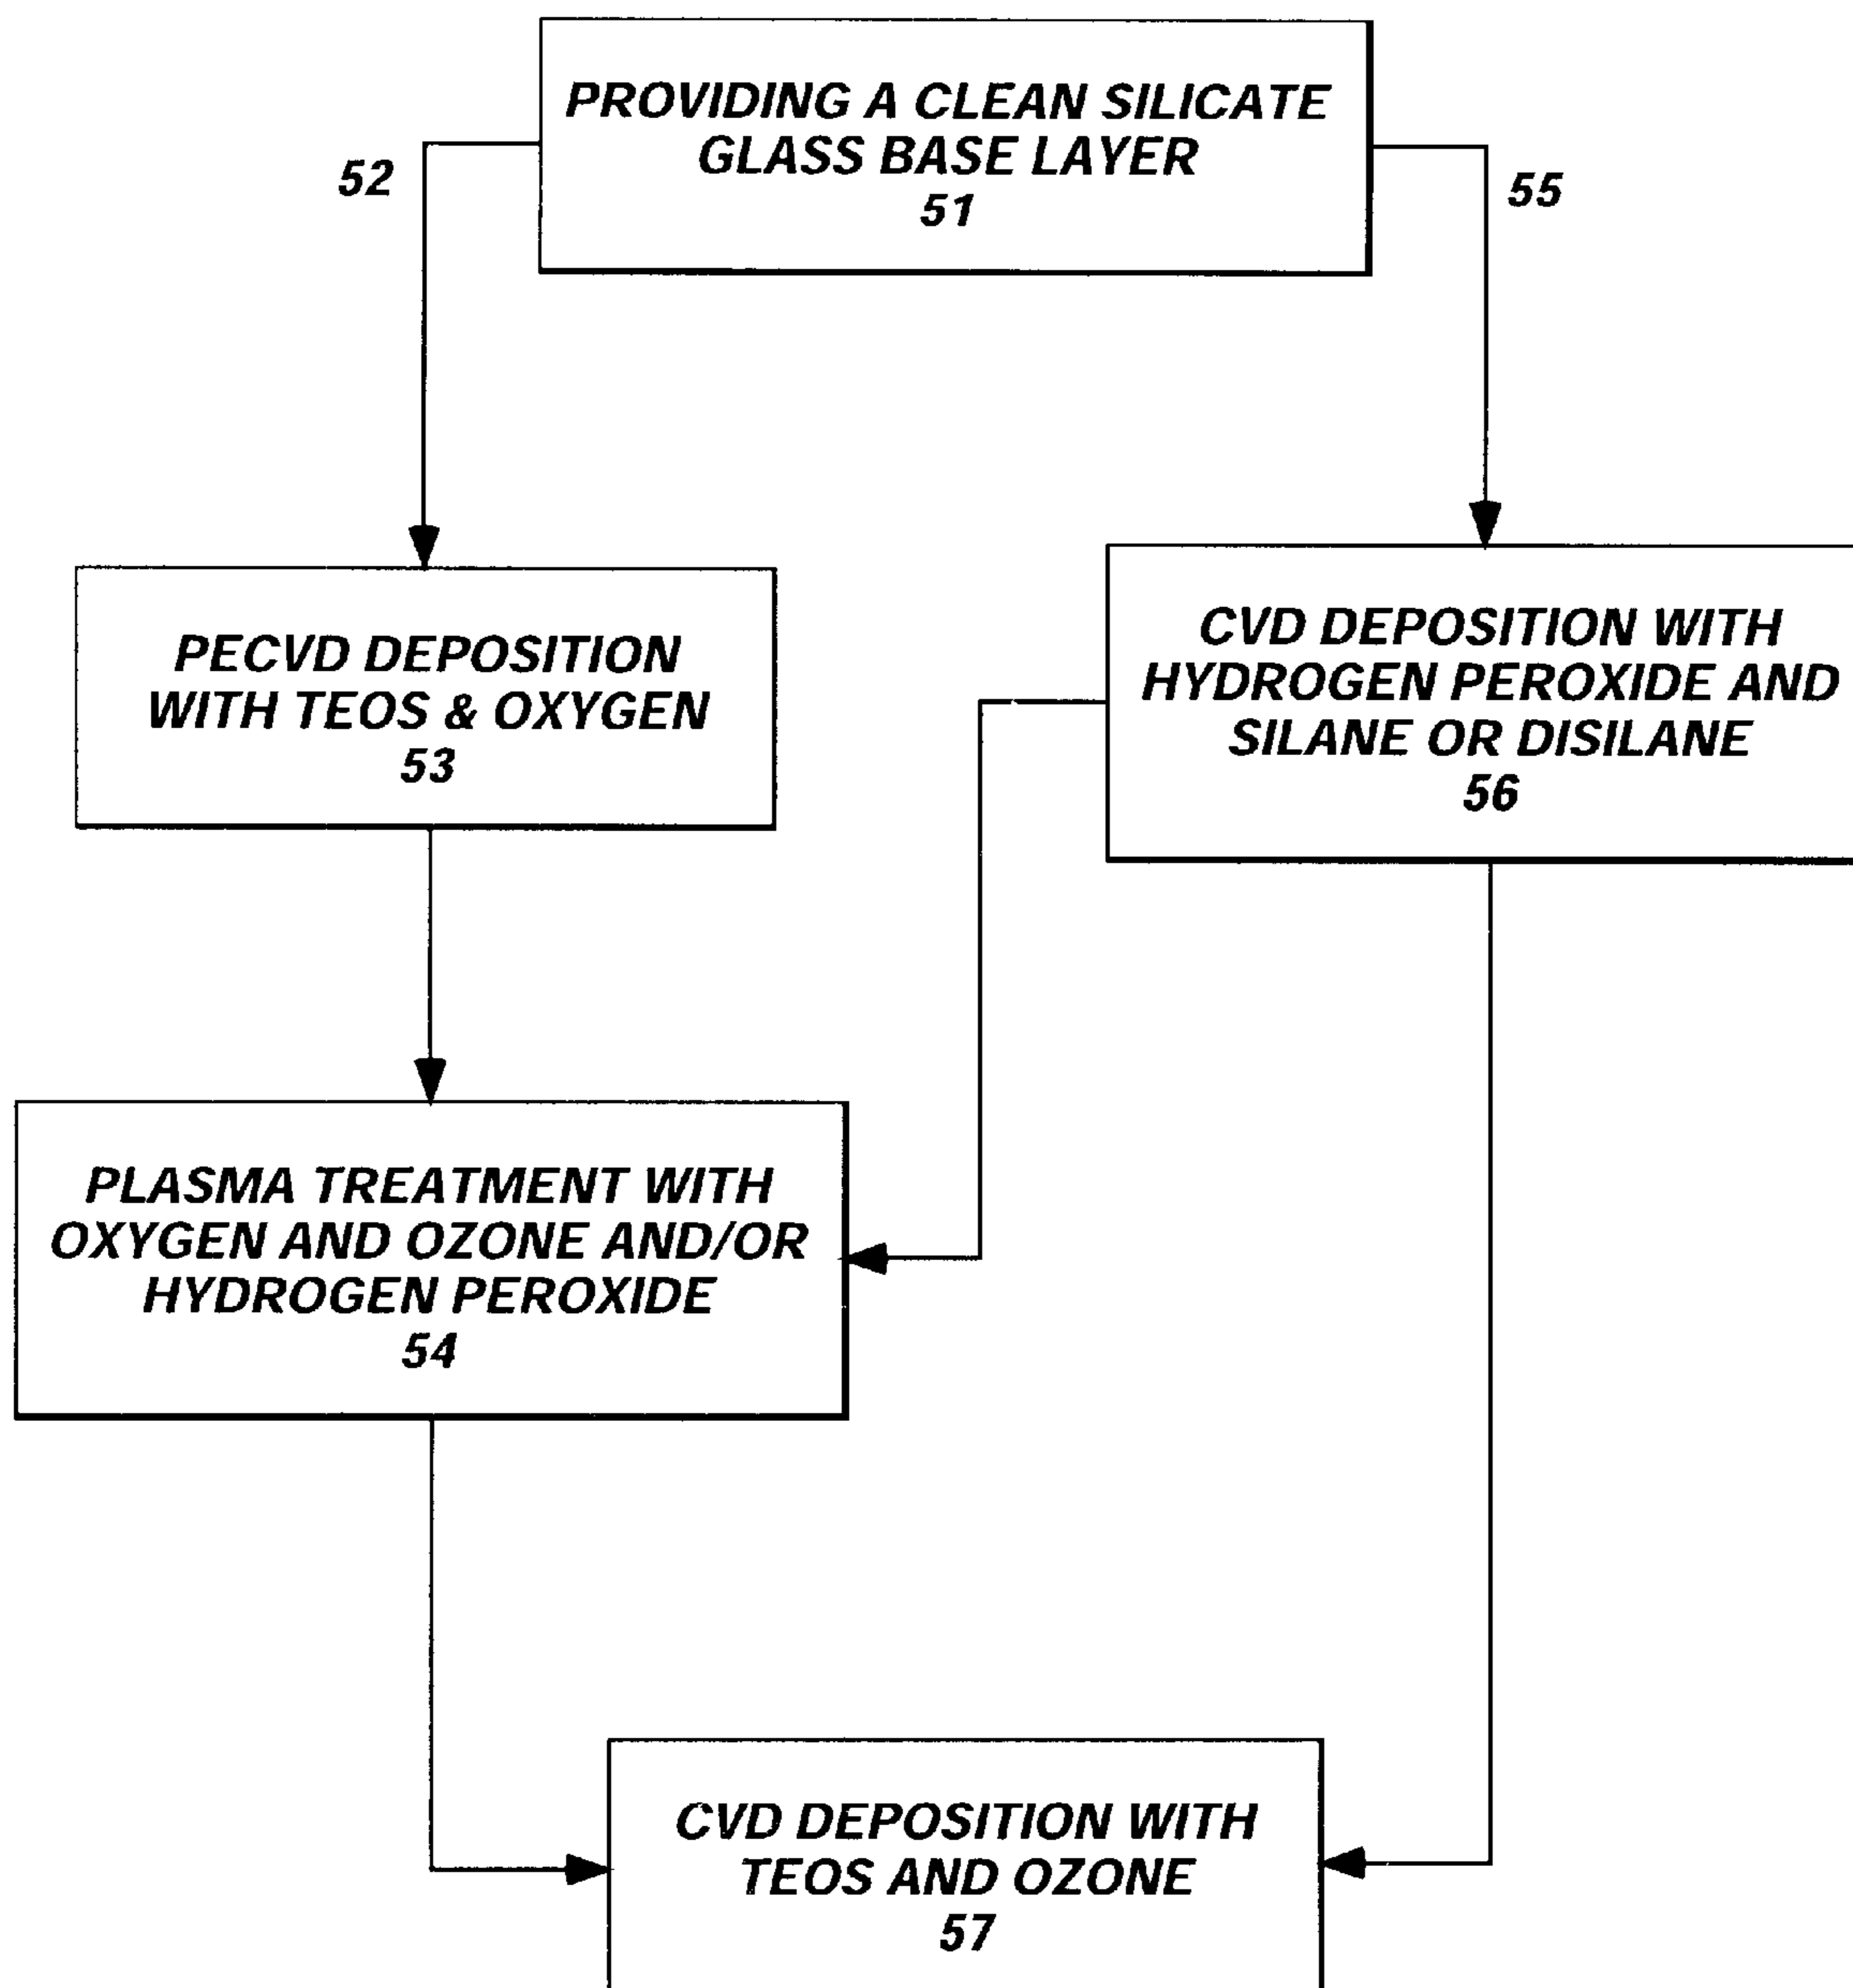 PROVIDING A CLEAN SILICATE
GLASS BASE LAYER
51
52
55
PECVD DEPOSITION
WITH TEOS & OXYGEN
53
CVD DEPOSITION WITH
HYDROGEN PEROXIDE AND
SILANE OR DISILANE
56
PLASMA TREATMENT WITH
OXYGEN AND OZONE AND/OR
HYDROGEN PEROXIDE
54
CVD DEPOSITION WITH
TEOS AND OZONE
57